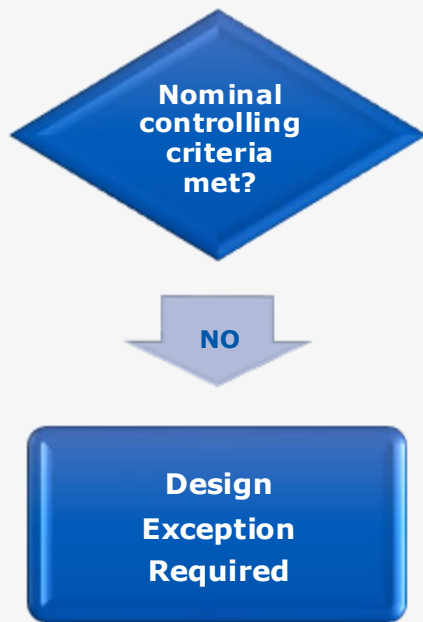 Nominal
controlling
criteria
met?
NO
Design
Exception
Required